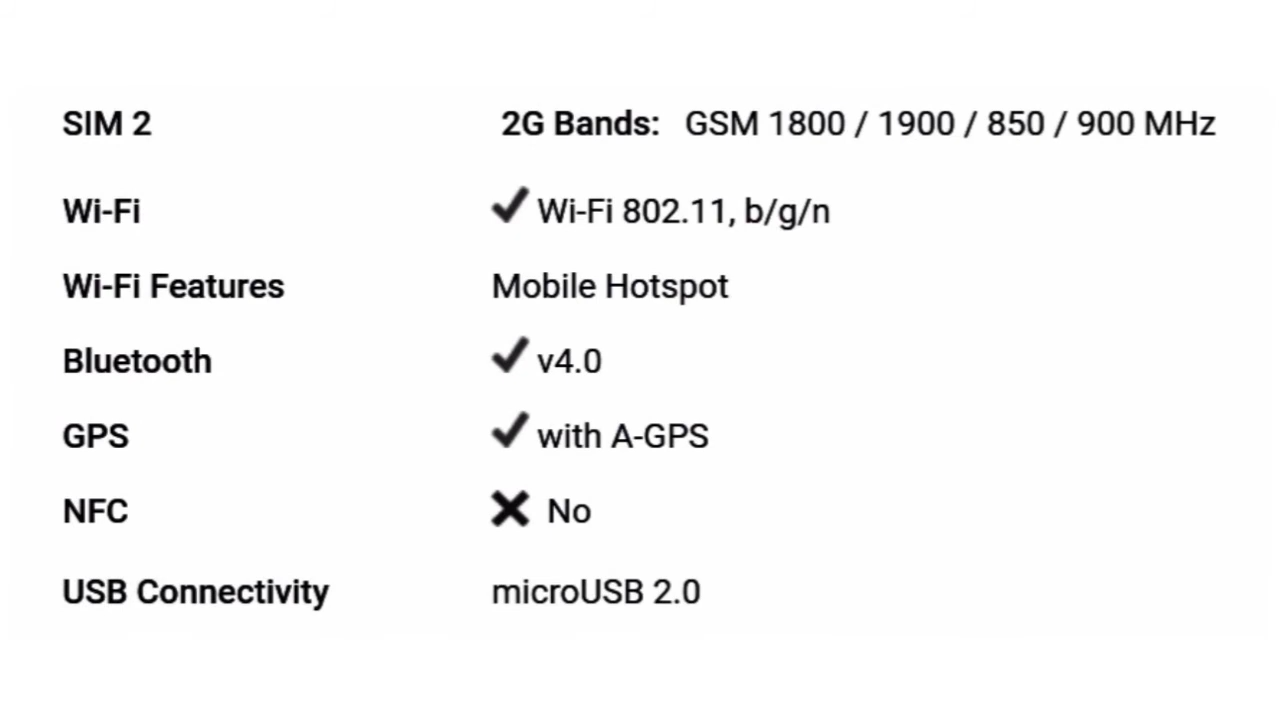 SIM 2 2G Bands: GSM 1800 / 1900 / 850 / 900 MHz
Wi-Fi ✔ Wi-Fi 802.11, b/g/n
Wi-Fi Features Mobile Hotspot
Bluetooth ✔ v4.0
GPS ✔ with A-GPS
NFC ✖ No
USB Connectivity microUSB 2.0